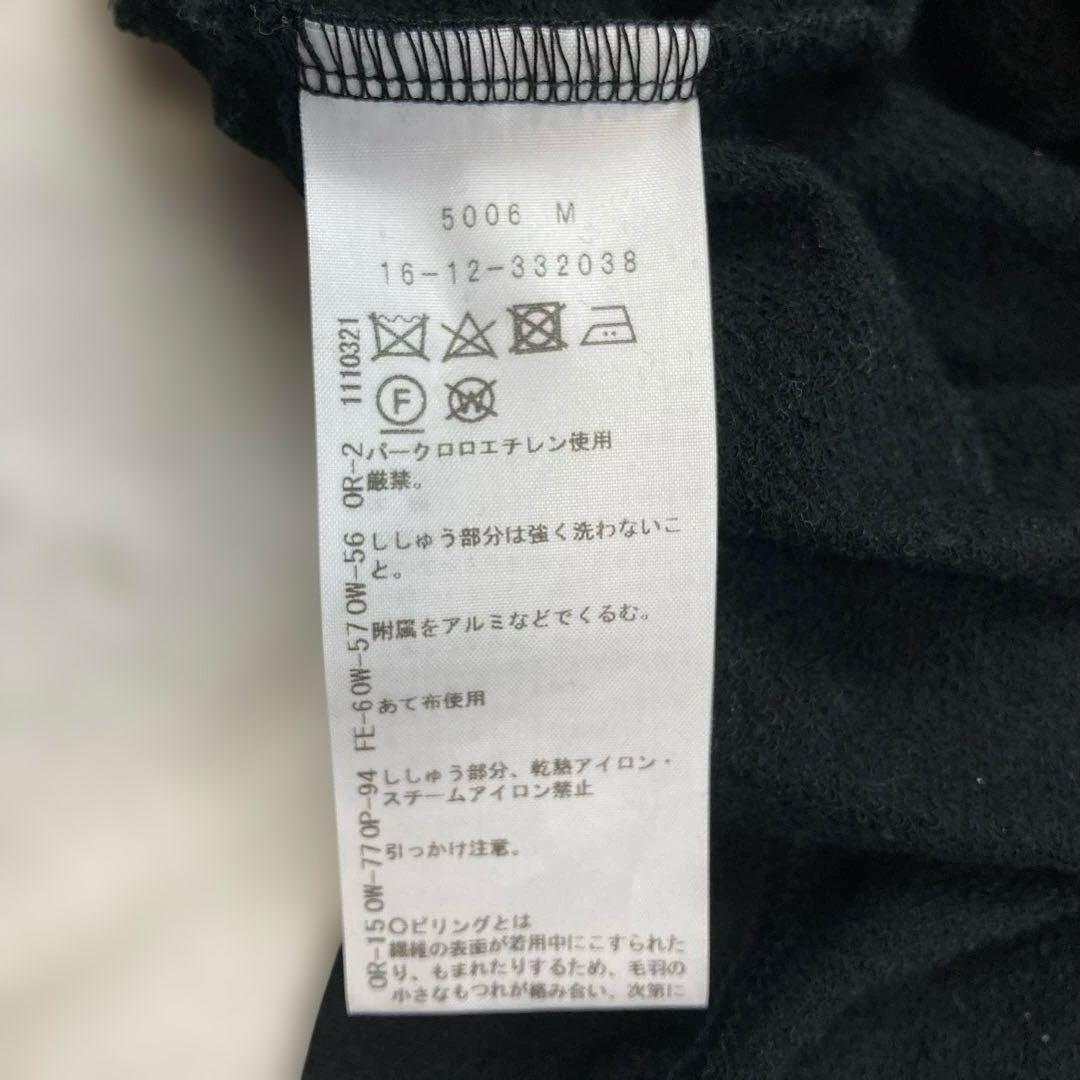 5006 M
16-12-332038
F
W
パークロロエチレン使用
厳禁。
ししゅう部分は強く洗わないこ
と。
附属をアルミなどでくるむ。
あて布使用
ししゅう部分、乾熱アイロン・
スチームアイロン禁止
引っかけ注意。
〇ピリングとは
繊維の表面が着用中にこすられた
り、もまれたりするため、毛羽の
小さなもつれが絡み合い、次第に
OR-15 OW-77 OP-94 FE-6 OW-57 OW-56 OR-2 1110321